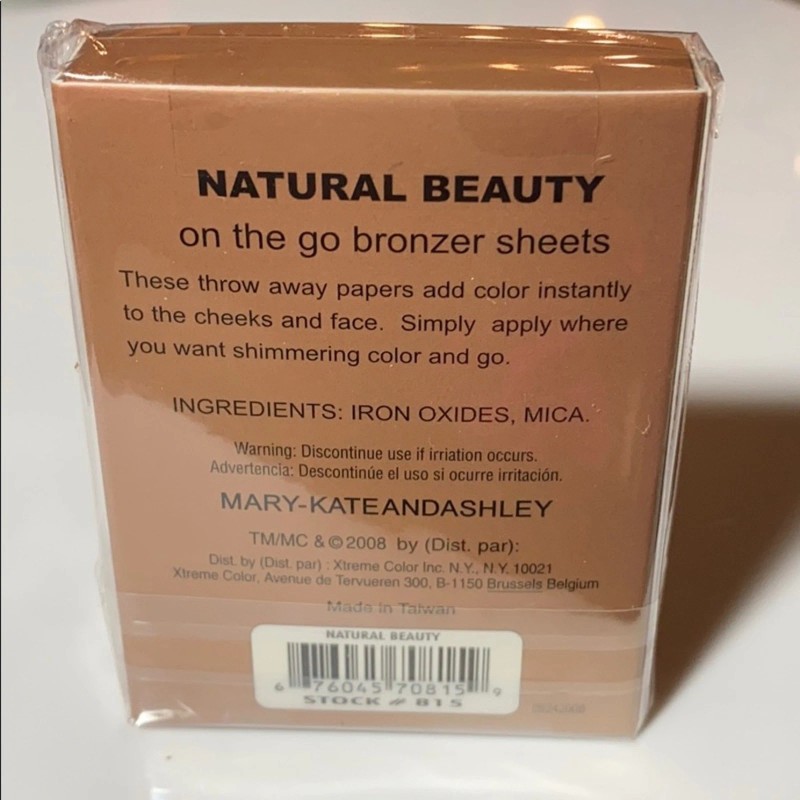 NATURAL BEAUTY
on the go bronzer sheets
These throw away papers add color instantly
to the cheeks and face. Simply apply where
you want shimmering color and go.
INGREDIENTS: IRON OXIDES, MICA.
Warning: Discontinue use if irriation occurs.
Advertencia: Descontinúe el uso si ocurre irritación.
MARY-KATEANDASHLEY
TM/MC & © 2008 by (Dist. par):
Dist. by (Dist. par) : Xtreme Color Inc. N.Y., N.Y. 10021
Xtreme Color, Avenue de Tervueren 300, B-1150 Brussels Belgium
Made in Taiwan
NATURAL BEAUTY
6 76045 70815 9
STOCK # 815